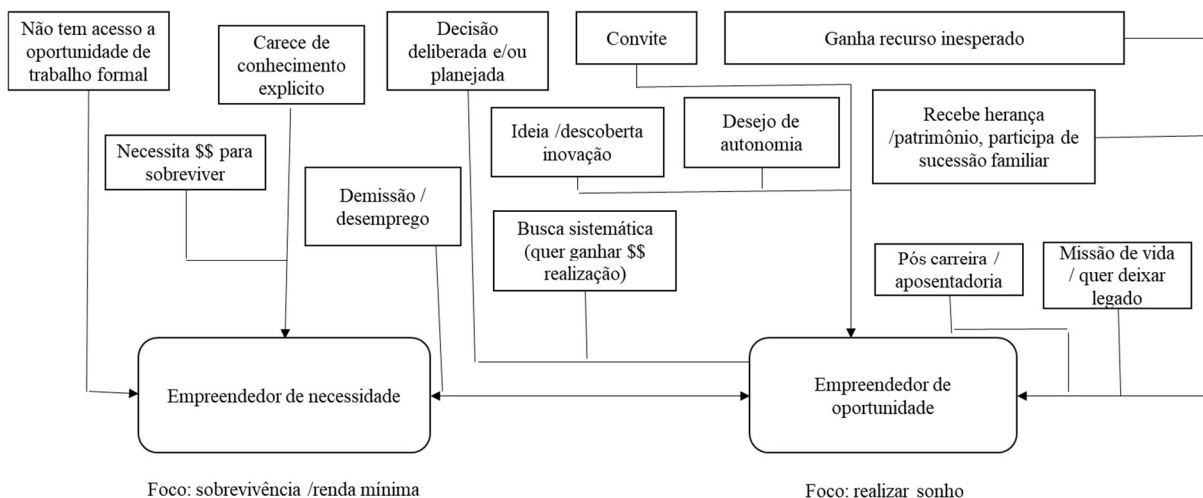 Não tem acesso a
oportunidade de
trabalho formal
Carece de
conhecimento
explicito
Necessita $$ para
sobreviver
Demissão /
desemprego
Decisão
deliberada e/ou
planejada
Convite
Ideia /descoberta
inovação
Desejo de
autonomia
Busca sistemática
(quer ganhar $$
realização)
Ganha recurso inesperado
Recebe herança
/patrimônio, participa de
sucessão familiar
Pós carreira /
aposentadoria
Missão de vida
/ quer deixar
legado
Empreendedor de necessidade
Empreendedor de
oportunidade
Foco: sobrevivência /renda mínima
Foco: realizar sonho